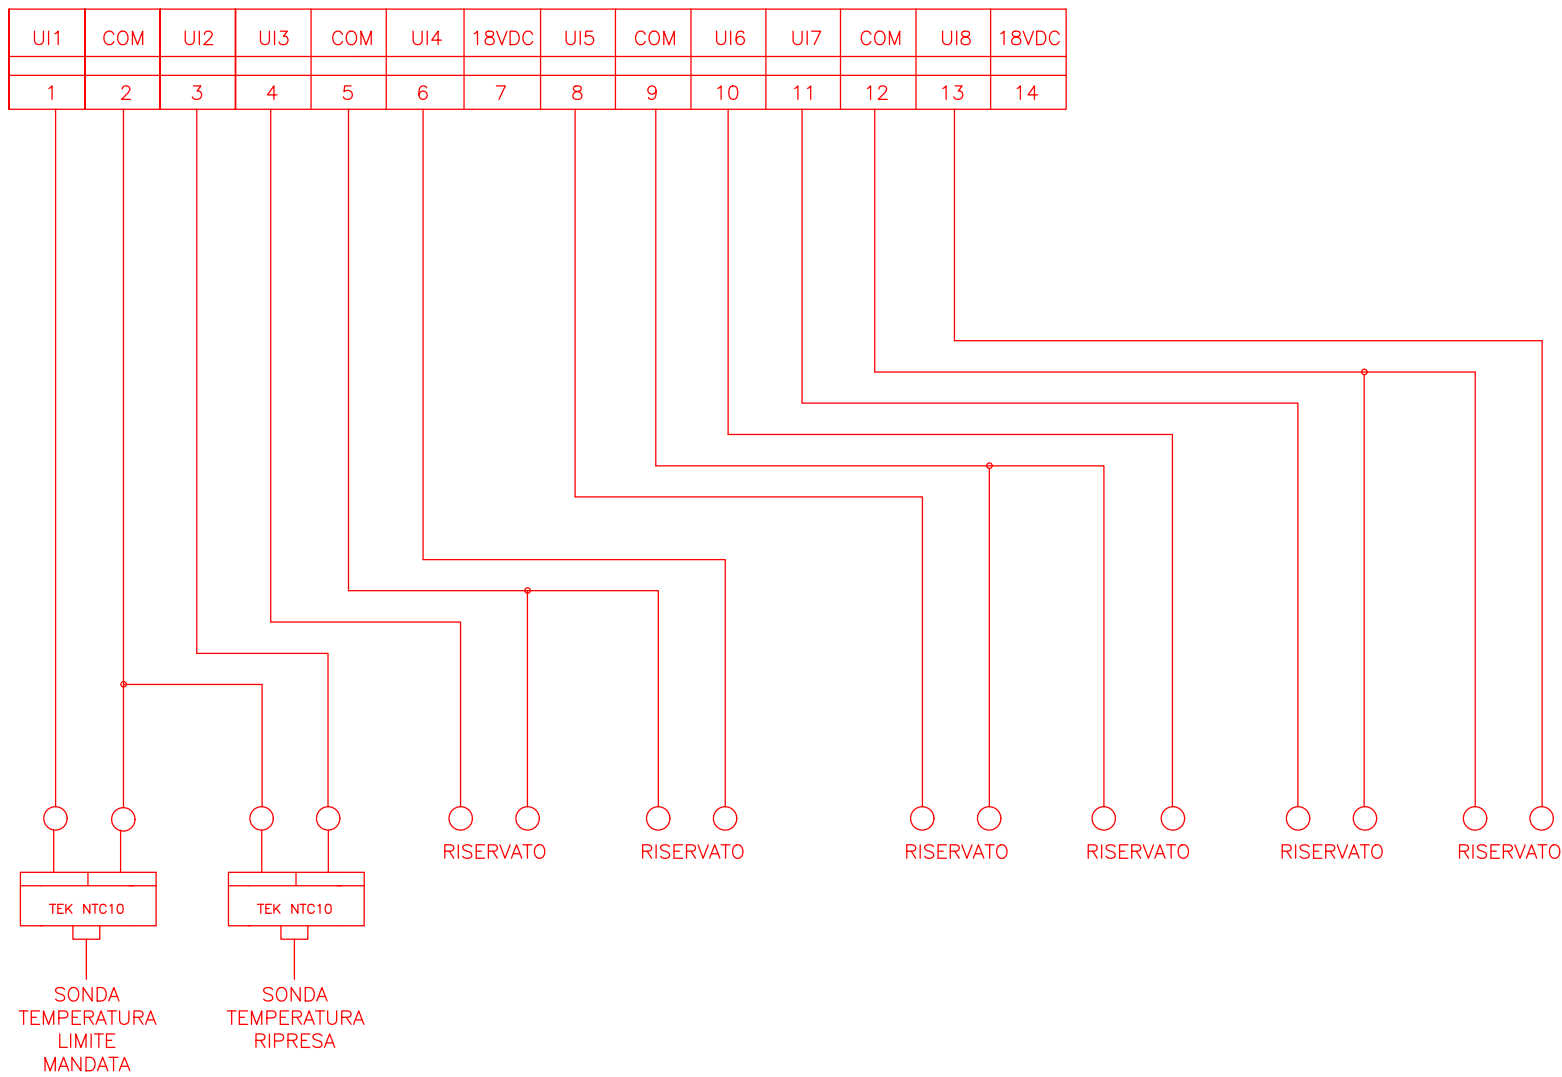 UI1 COM UI2 UI3 COM UI4 18VDC UI5 COM UI6 UI7 COM UI8 18VDC
1 2 3 4 5 6 7 8 9 10 11 12 13 14
RISERVATO RISERVATO RISERVATO RISERVATO RISERVATO RISERVATO
TEK NTC10 TEK NTC10
SONDA
TEMPERATURA
LIMITE
MANDATA
SONDA
TEMPERATURA
RIPRESA